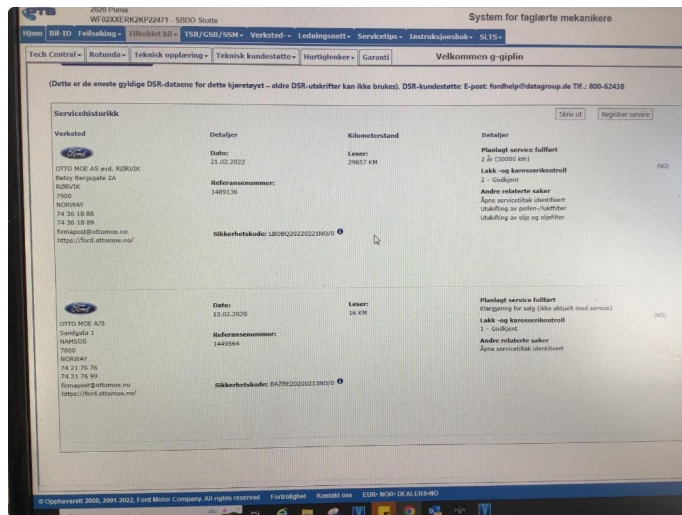 2020 Puma
WF02XXERK2KP22471 - SBDO Stotte
System for faglærte mekanikere
Hjem Bil-ID Feilsøking Tilkoblet bil TSB/GSB/SSM Verksted- Ledningsnett Servicetips Instruksjonsbok SLTS
Tech Central Rotunda Teknisk opplæring Teknisk kundestøtte Hurtiglenker Garanti Velkommen g-giplin
(Dette er de eneste gyldige DSR-dataene for dette kjøretøyet – eldre DSR-utskrifter kan ikke brukes). DSR-kundestøtte: E-post: fordhelp@datagroup.de Tlf.: 800-62438
Servicehistorikk
Skriv ut Registrer service
Verksted Detaljer Kilometerstand Detaljer
Ford
OTTO MOE AS avd. RØRVIK
Betzy Bergsgate 2A
RØRVIK
7900
NORWAY
74 36 18 88
74 36 18 89
firmapost@ottomoe.no
https://ford.ottomoe.no/
Dato:
21.02.2022
Referansenummer:
1489136
Sikkerhetskode: LBOBQ20220221NO/0
Leser:
29657 KM
Planlagt service fullført
2 år (30000 km)
Lakk -og karosserikontroll
2 - Godkjent
Andre relaterte saker
Åpne servicetiltak identifisert
Utskifting av pollen-/luktfilter
Utskifting av olje og oljefilter
(NO)
Ford
OTTO MOE A/S
Sandgata 1
NAMSOS
7800
NORWAY
74 21 76 76
74 21 76 99
firmapost@ottomoe.no
https://ford.ottomoe.no/
Dato:
13.02.2020
Referansenummer:
1449564
Sikkerhetskode: BAZBE20200213NO/0
Leser:
16 KM
Planlagt service fullført
Klargjøring for salg (ikke aktuelt med service)
Lakk -og karosserikontroll
1 - Godkjent
Andre relaterte saker
Åpne servicetiltak identifisert
(NO)
© Opphavsrett 2000, 2001-2022, Ford Motor Company. All rights reserved Fortrolighet Kontakt oss EUR- NOR- DEALERS-NO